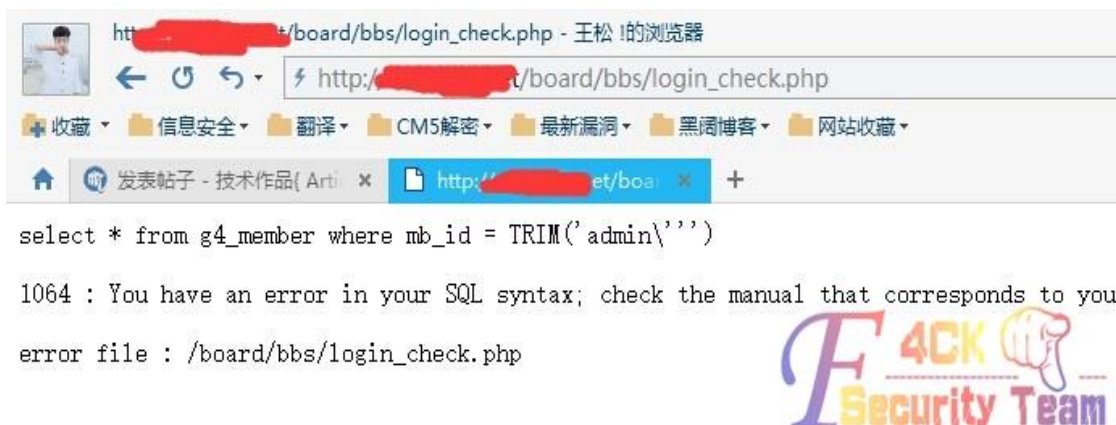 htt t/board/bbs/login_check.php - 王松 !的浏览器
http:/ t/board/bbs/login_check.php
收藏 信息安全 翻译 CM5解密 最新漏洞 黑阔博客 网站收藏
发表帖子 - 技术作品{ Arti × http:/ et/boa × +
select * from g4_member where mb_id = TRIM('admin\''')
1064 : You have an error in your SQL syntax; check the manual that corresponds to you
error file : /board/bbs/login_check.php
F4CK
Security Team